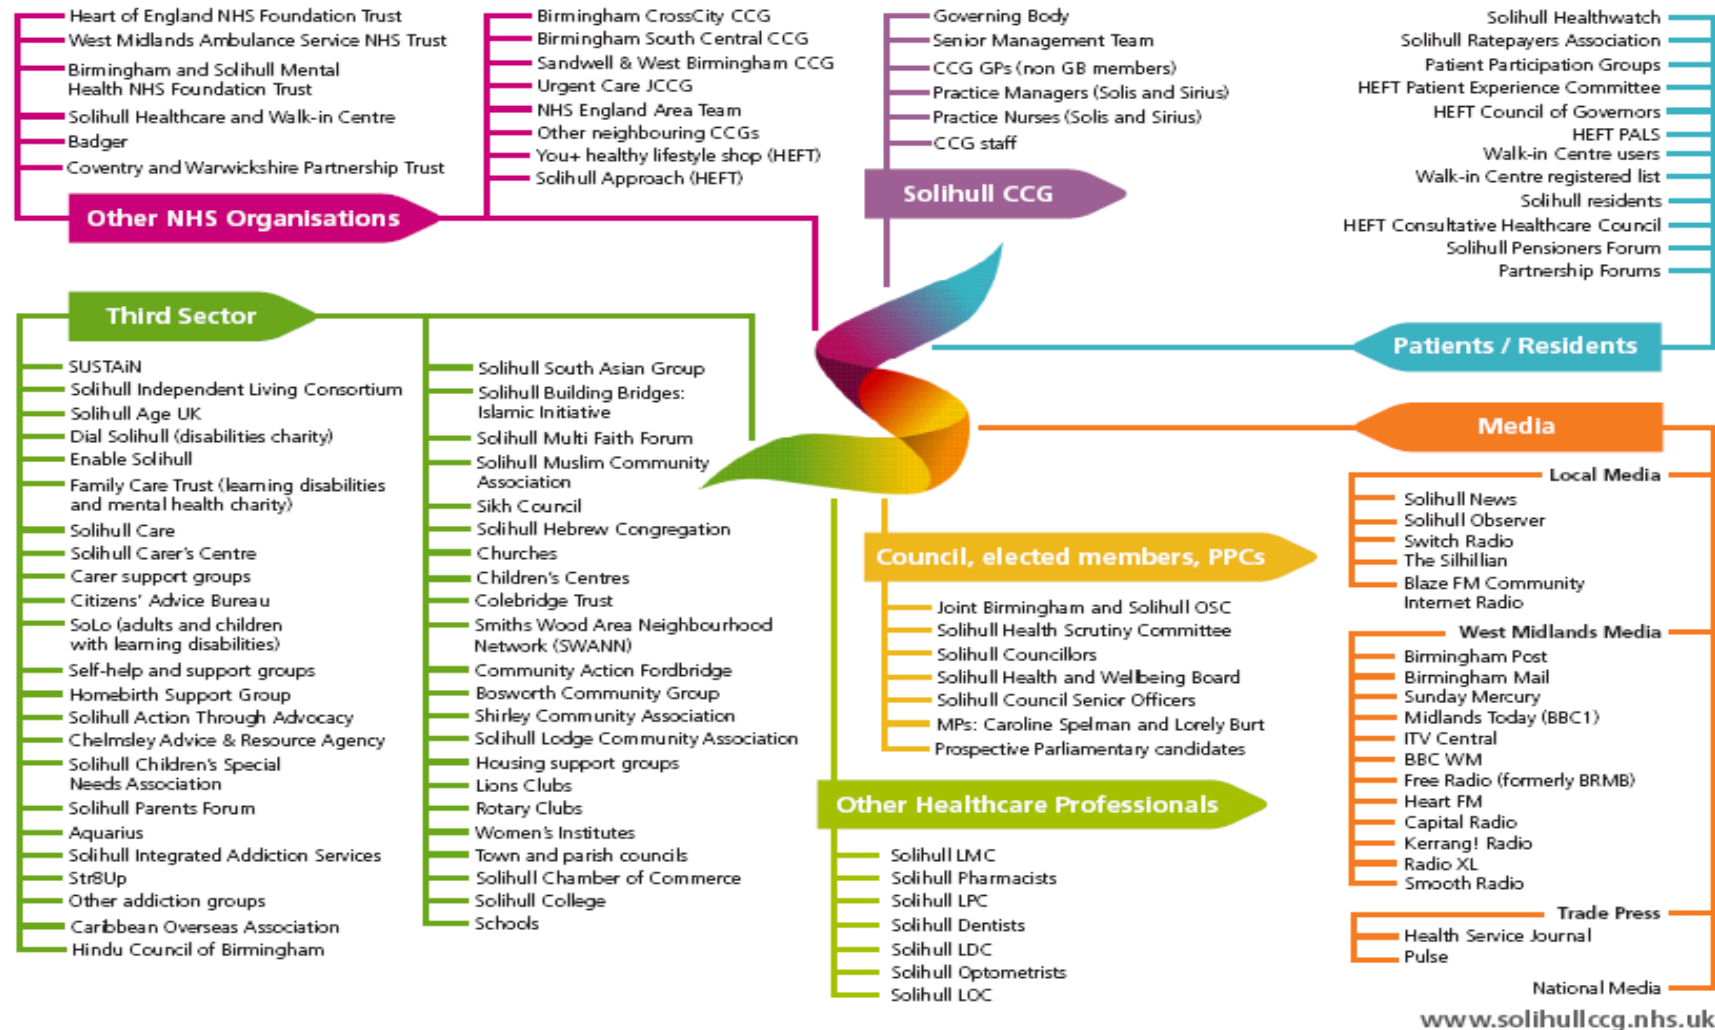 Heart of England NHS Foundation Trust
West Midlands Ambulance Service NHS Trust
Birmingham and Solihull Mental
Health NHS Foundation Trust
Solihull Healthcare and Walk-in Centre
Badger
Coventry and Warwickshire Partnership Trust
Other NHS Organisations
Birmingham CrossCity CCG
Birmingham South Central CCG
Sandwell & West Birmingham CCG
Urgent Care JCCG
NHS England Area Team
Other neighbouring CCGs
You+ healthy lifestyle shop (HEFT)
Solihull Approach (HEFT)
Governing Body
Senior Management Team
CCG GPs (non GB members)
Practice Managers (Solis and Sirius)
Practice Nurses (Solis and Sirius)
CCG staff
Solihull CCG
Solihull Healthwatch
Solihull Ratepayers Association
Patient Participation Groups
HEFT Patient Experience Committee
HEFT Council of Governors
HEFT PALS
Walk-in Centre users
Walk-in Centre registered list
Solihull residents
HEFT Consultative Healthcare Council
Solihull Pensioners Forum
Partnership Forums
Patients / Residents
Third Sector
SUSTAiN
Solihull Independent Living Consortium
Solihull Age UK
Dial Solihull (disabilities charity)
Enable Solihull
Family Care Trust (learning disabilities
and mental health charity)
Solihull Care
Solihull Carer's Centre
Carer support groups
Citizens' Advice Bureau
SoLo (adults and children
with learning disabilities)
Self-help and support groups
Homebirth Support Group
Solihull Action Through Advocacy
Chelmsley Advice & Resource Agency
Solihull Children's Special
Needs Association
Solihull Parents Forum
Aquarius
Solihull Integrated Addiction Services
Str8Up
Other addiction groups
Caribbean Overseas Association
Hindu Council of Birmingham
Solihull South Asian Group
Solihull Building Bridges:
Islamic Initiative
Solihull Multi Faith Forum
Solihull Muslim Community
Association
Sikh Council
Solihull Hebrew Congregation
Churches
Children's Centres
Colebridge Trust
Smiths Wood Area Neighbourhood
Network (SWANN)
Community Action Fordbridge
Bosworth Community Group
Shirley Community Association
Solihull Lodge Community Association
Housing support groups
Lions Clubs
Rotary Clubs
Women's Institutes
Town and parish councils
Solihull Chamber of Commerce
Solihull College
Schools
Council, elected members, PPCs
Joint Birmingham and Solihull OSC
Solihull Health Scrutiny Committee
Solihull Councillors
Solihull Health and Wellbeing Board
Solihull Council Senior Officers
MPs: Caroline Spelman and Lorely Burt
Prospective Parliamentary candidates
Other Healthcare Professionals
Solihull LMC
Solihull Pharmacists
Solihull LPC
Solihull Dentists
Solihull LDC
Solihull Optometrists
Solihull LOC
Media
Local Media
Solihull News
Solihull Observer
Switch Radio
The Silhillian
Blaze FM Community
Internet Radio
West Midlands Media
Birmingham Post
Birmingham Mail
Sunday Mercury
Midlands Today (BBC1)
ITV Central
BBC WM
Free Radio (formerly BRMB)
Heart FM
Capital Radio
Kerrang! Radio
Radio XL
Smooth Radio
Trade Press
Health Service Journal
Pulse
National Media
www.solihullccg.nhs.uk